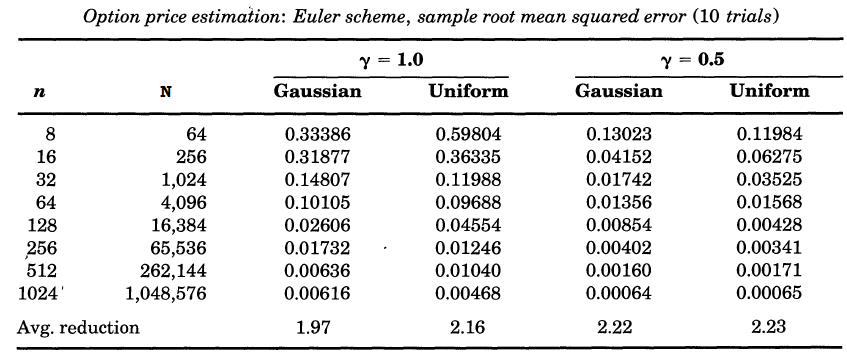 Option price estimation: Euler scheme, sample root mean squared error (10 trials)
γ = 1.0 γ = 0.5
n N Gaussian Uniform Gaussian Uniform
8 64 0.33386 0.59804 0.13023 0.11984
16 256 0.31877 0.36335 0.04152 0.06275
32 1,024 0.14807 0.11988 0.01742 0.03525
64 4,096 0.10105 0.09688 0.01356 0.01568
128 16,384 0.02606 0.04554 0.00854 0.00428
256 65,536 0.01732 0.01246 0.00402 0.00341
512 262,144 0.00636 0.01040 0.00160 0.00171
1024 1,048,576 0.00616 0.00468 0.00064 0.00065
Avg. reduction 1.97 2.16 2.22 2.23